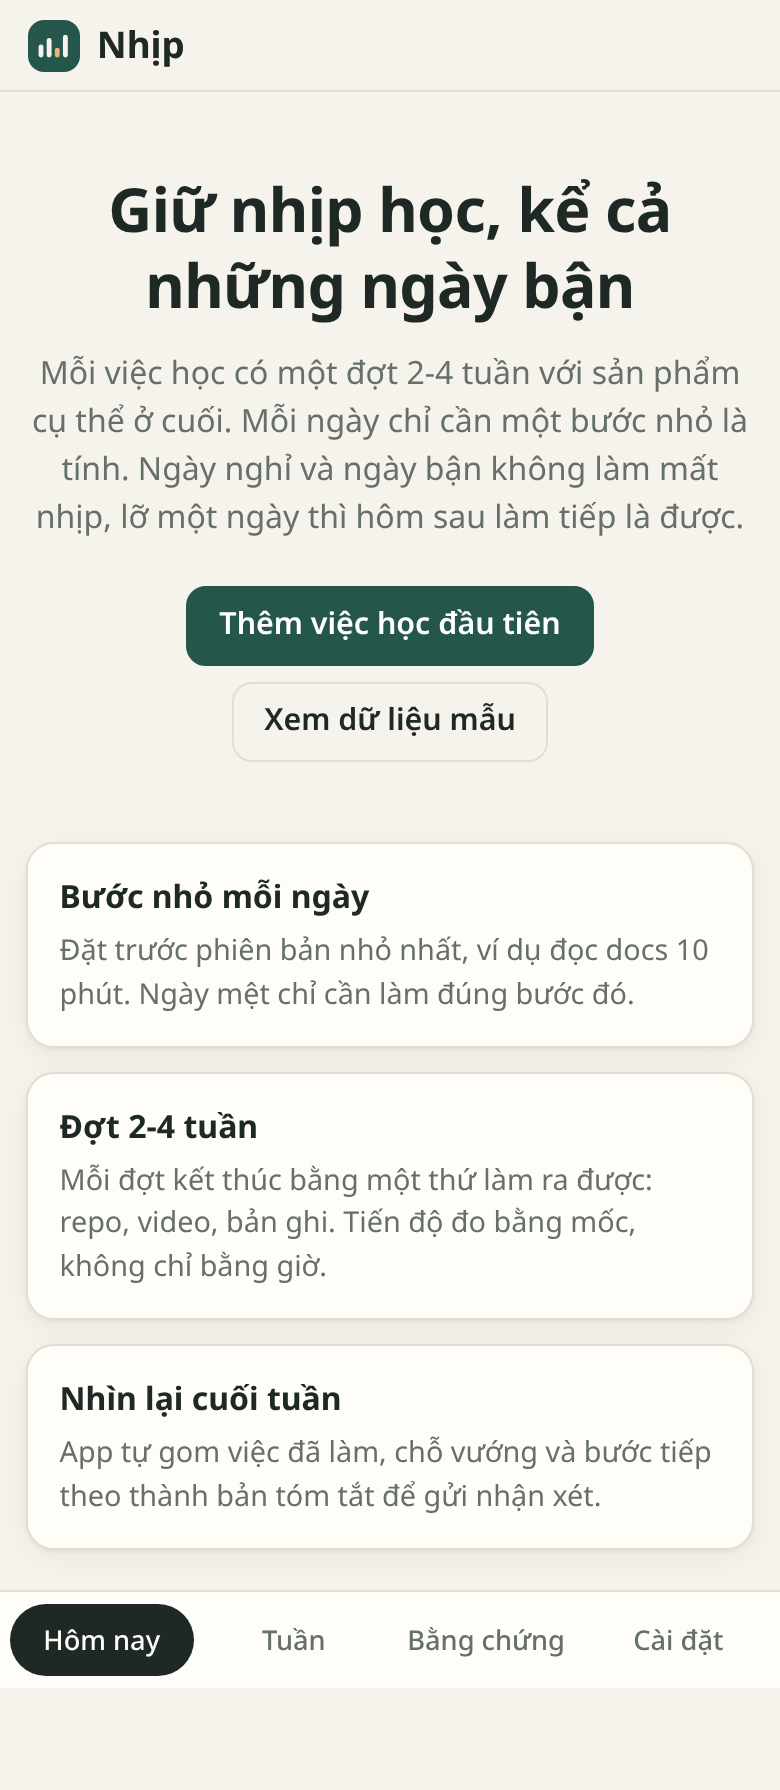 Nhịp
Giữ nhịp học, kể cả
những ngày bận
Mỗi việc học có một đợt 2-4 tuần với sản phẩm
cụ thể ở cuối. Mỗi ngày chỉ cần một bước nhỏ là
tính. Ngày nghỉ và ngày bận không làm mất
nhịp, lỡ một ngày thì hôm sau làm tiếp là được.
Thêm việc học đầu tiên
Xem dữ liệu mẫu
Bước nhỏ mỗi ngày
Đặt trước phiên bản nhỏ nhất, ví dụ đọc docs 10
phút. Ngày mệt chỉ cần làm đúng bước đó.
Đợt 2-4 tuần
Mỗi đợt kết thúc bằng một thứ làm ra được:
repo, video, bản ghi. Tiến độ đo bằng mốc,
không chỉ bằng giờ.
Nhìn lại cuối tuần
App tự gom việc đã làm, chỗ vướng và bước tiếp
theo thành bản tóm tắt để gửi nhận xét.
Hôm nay
Tuần
Bằng chứng
Cài đặt